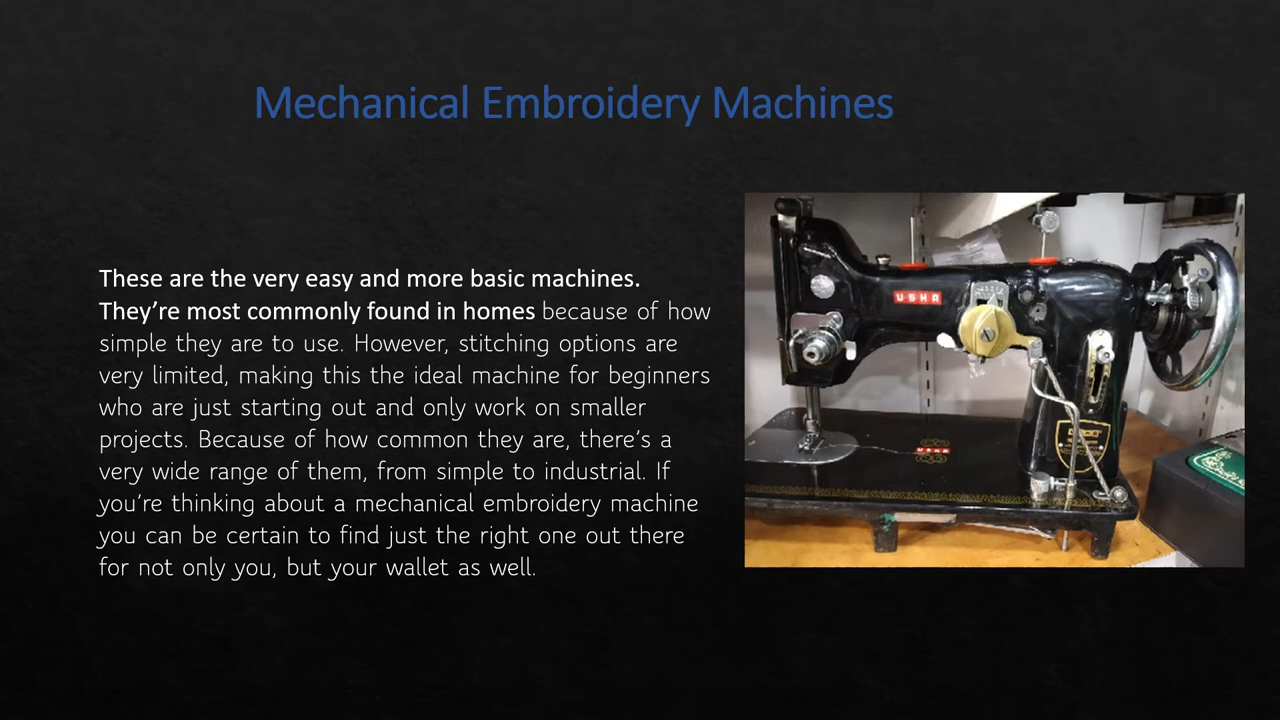 Mechanical Embroidery Machines
These are the very easy and more basic machines.
They’re most commonly found in homes because of how
simple they are to use. However, stitching options are
very limited, making this the ideal machine for beginners
who are just starting out and only work on smaller
projects. Because of how common they are, there’s a
very wide range of them, from simple to industrial. If
you’re thinking about a mechanical embroidery machine
you can be certain to find just the right one out there
for not only you, but your wallet as well.
USHA
USHA